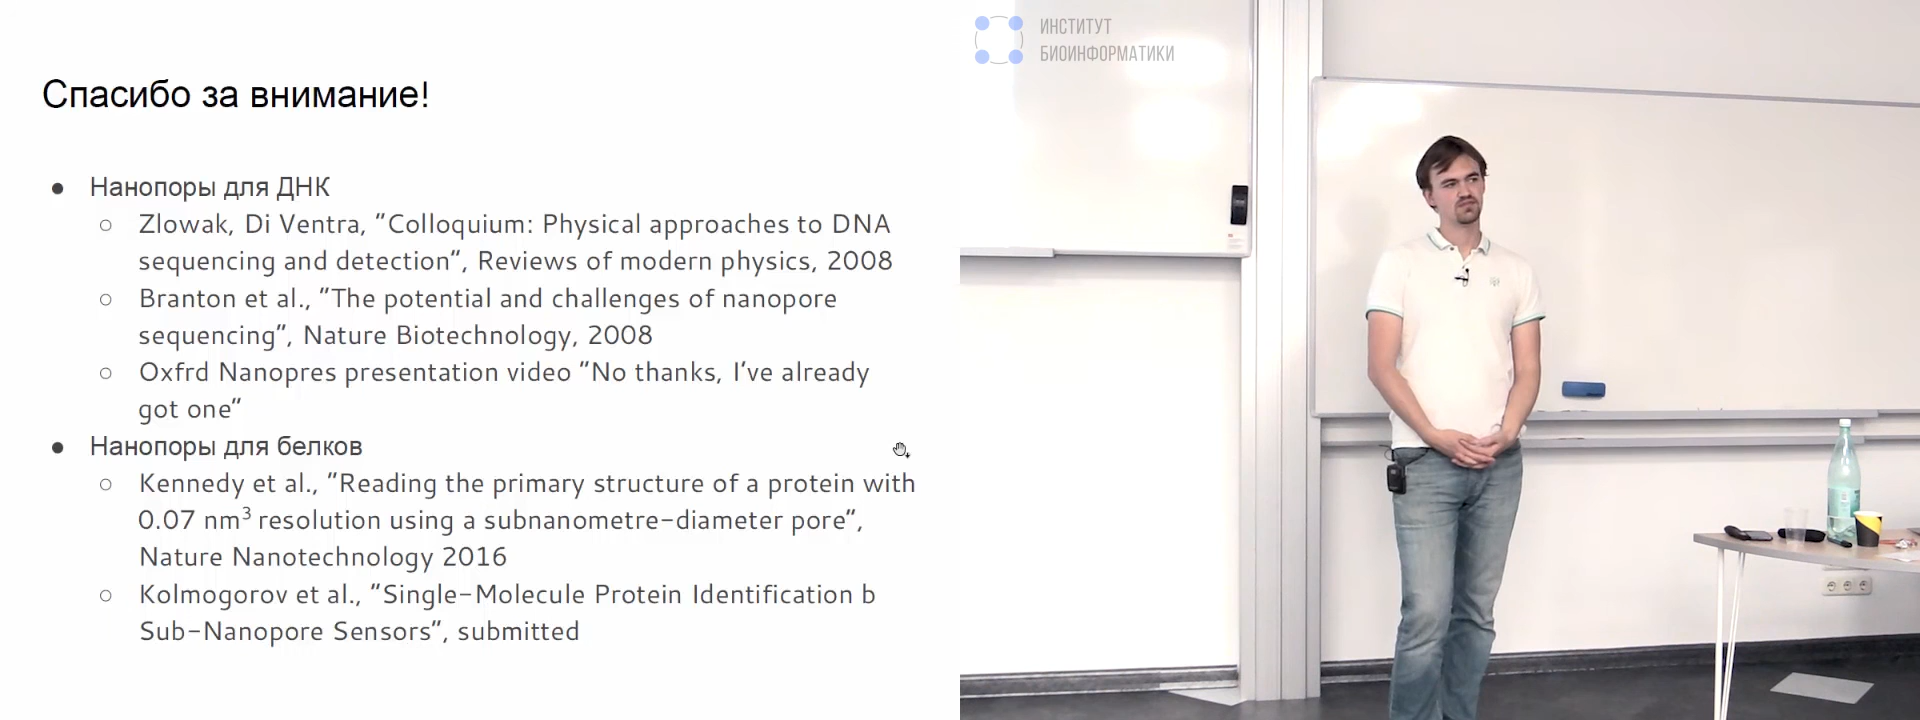 Спасибо за внимание!
● Нанопоры для ДНК
○ Zlowak, Di Ventra, ”Colloquium: Physical approaches to DNA
sequencing and detection”, Reviews of modern physics, 2008
○ Branton et al., ”The potential and challenges of nanopore
sequencing”, Nature Biotechnology, 2008
○ Oxfrd Nanopres presentation video ”No thanks, I’ve already
got one”
● Нанопоры для белков
○ Kennedy et al., ”Reading the primary structure of a protein with
0.07 nm³ resolution using a subnanometre-diameter pore”,
Nature Nanotechnology 2016
○ Kolmogorov et al., ”Single-Molecule Protein Identification b
Sub-Nanopore Sensors”, submitted
ИНСТИТУТ
БИОИНФОРМАТИКИ